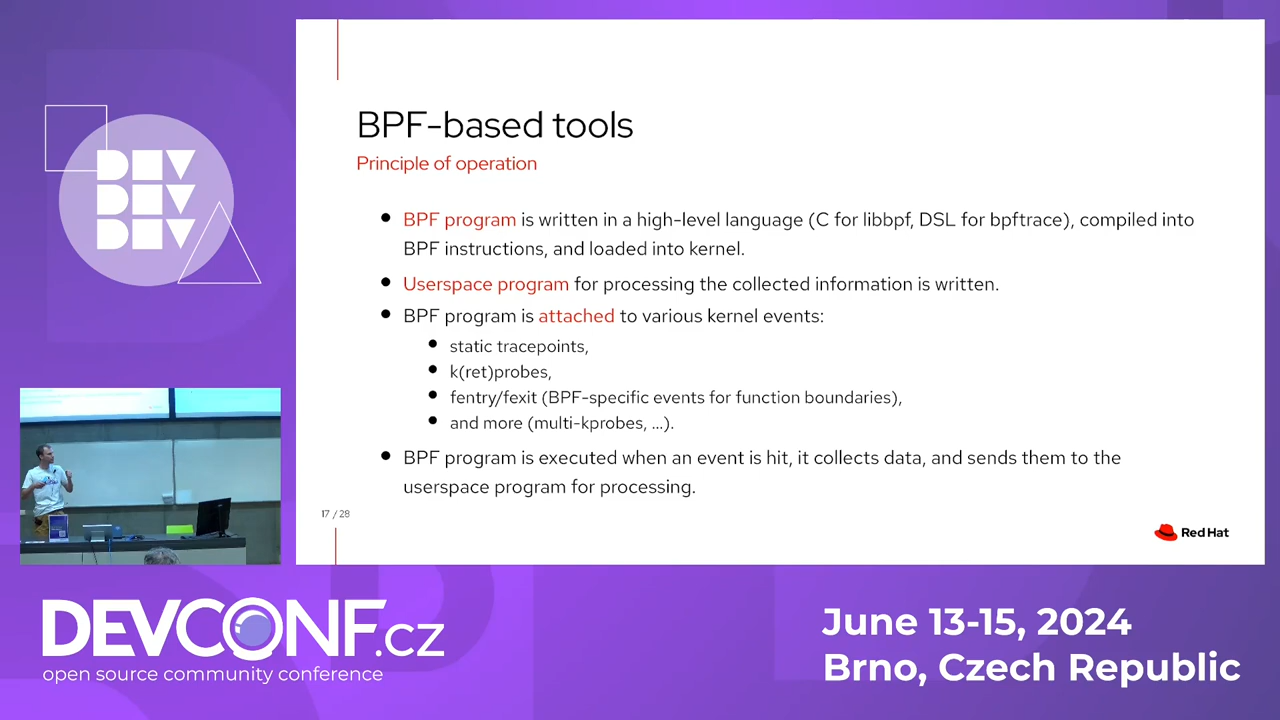 DEV
DEV
DEV
BPF-based tools
Principle of operation
BPF program is written in a high-level language (C for libbpf, DSL for bpftrace), compiled into
BPF instructions, and loaded into kernel.
Userspace program for processing the collected information is written.
BPF program is attached to various kernel events:
static tracepoints,
k(ret)probes,
fentry/fexit (BPF-specific events for function boundaries),
and more (multi-kprobes, ...).
BPF program is executed when an event is hit, it collects data, and sends them to the
userspace program for processing.
17 / 28
Red Hat
DEVCONF.cz
open source community conference
June 13-15, 2024
Brno, Czech Republic